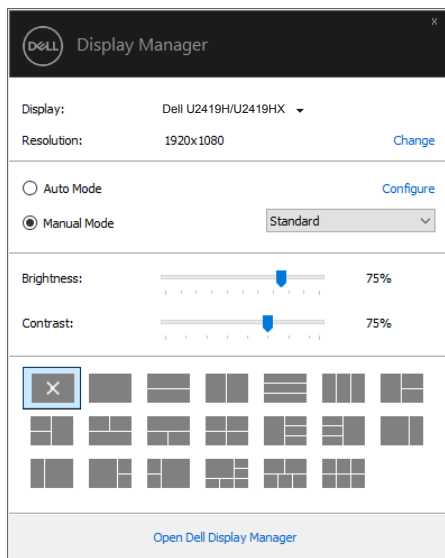 x
DELL Display Manager
Display: Dell U2419H/U2419HX
Resolution: 1920x1080 Change
Auto Mode Configure
Manual Mode Standard
Brightness: 75%
Contrast: 75%
Open Dell Display Manager